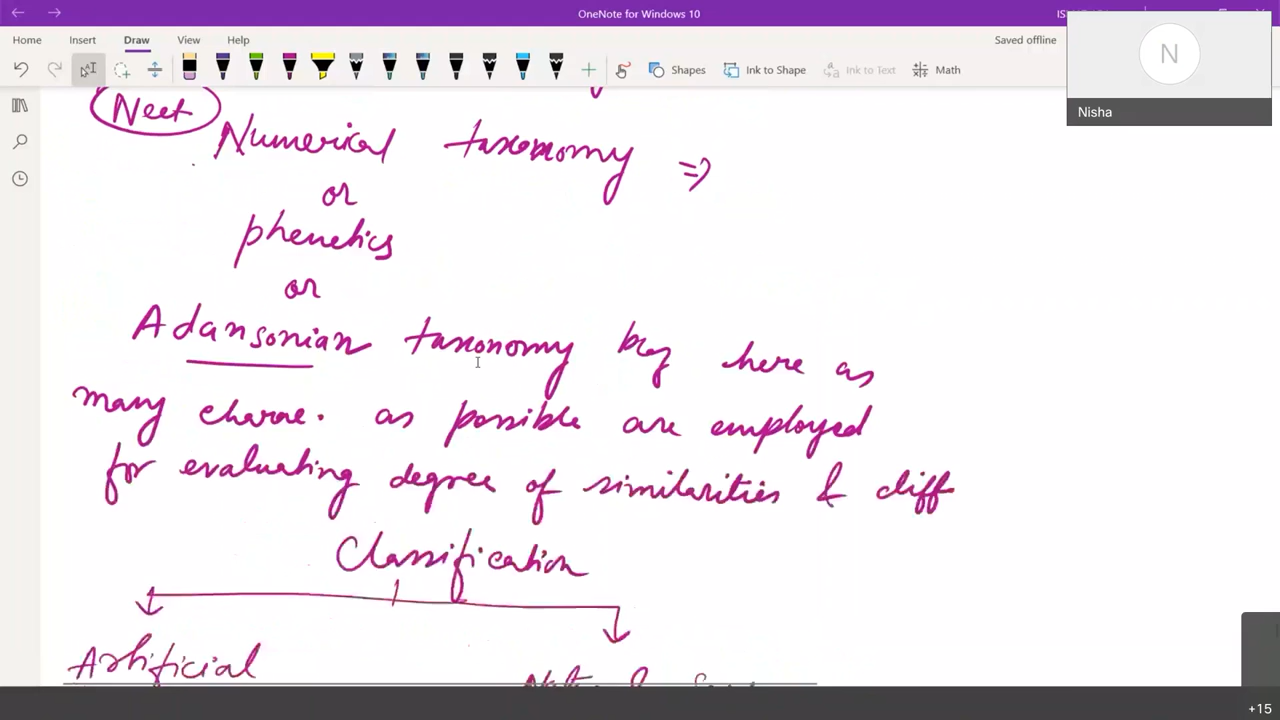 OneNote for Windows 10
Home Insert Draw View Help
Saved offline
Shapes Ink to Shape Ink to Text Math
N
Nisha
Neet
Numerical taxonomy ⇒
or
phenetics
or
Adansonian taxonomy bcz here as
many charac. as possible are employed
for evaluating degree of similarities & diff
Classification
Artificial
+15